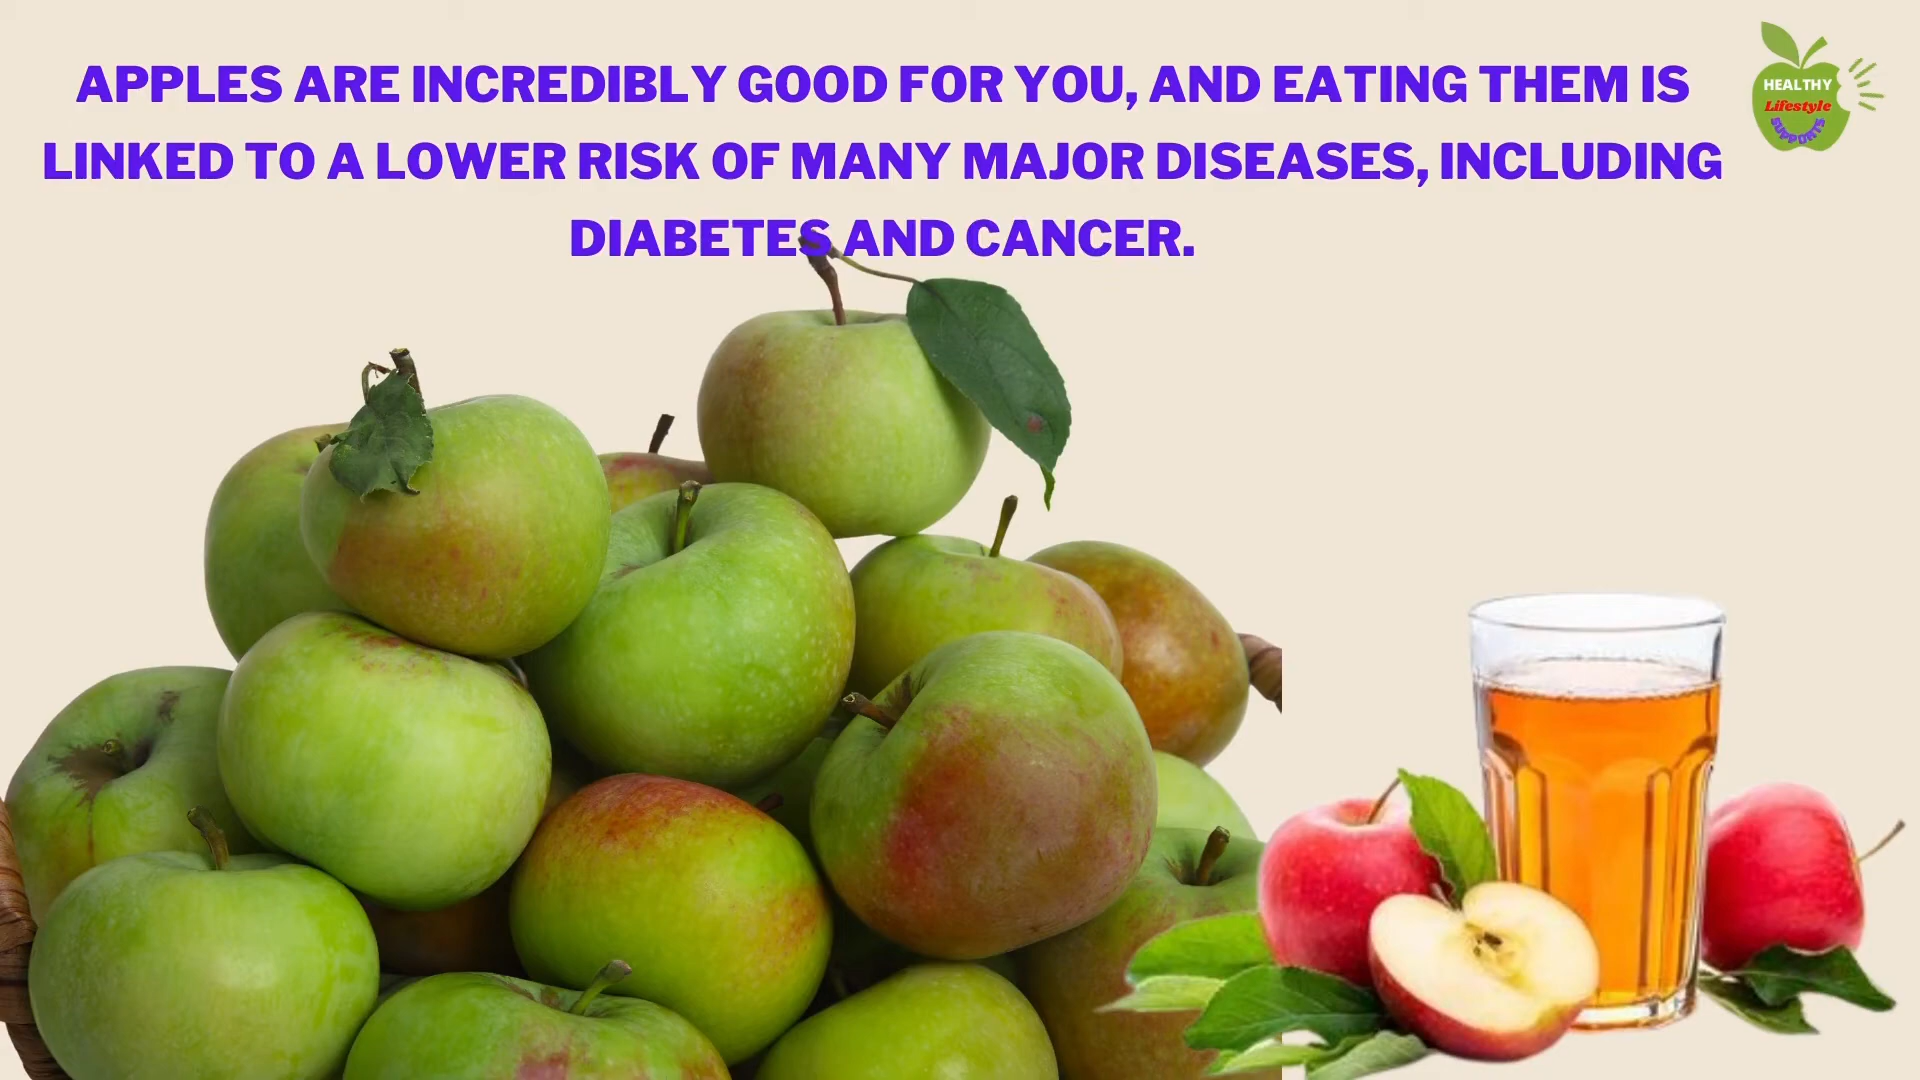 APPLES ARE INCREDIBLY GOOD FOR YOU, AND EATING THEM IS
LINKED TO A LOWER RISK OF MANY MAJOR DISEASES, INCLUDING
DIABETES AND CANCER.
HEALTHY
Lifestyle
SUPPORTS